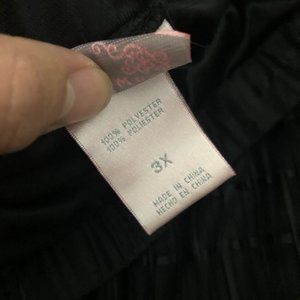 100% POLYESTER
100% POLIESTER
3X
MADE IN CHINA
HECHO EN CHINA